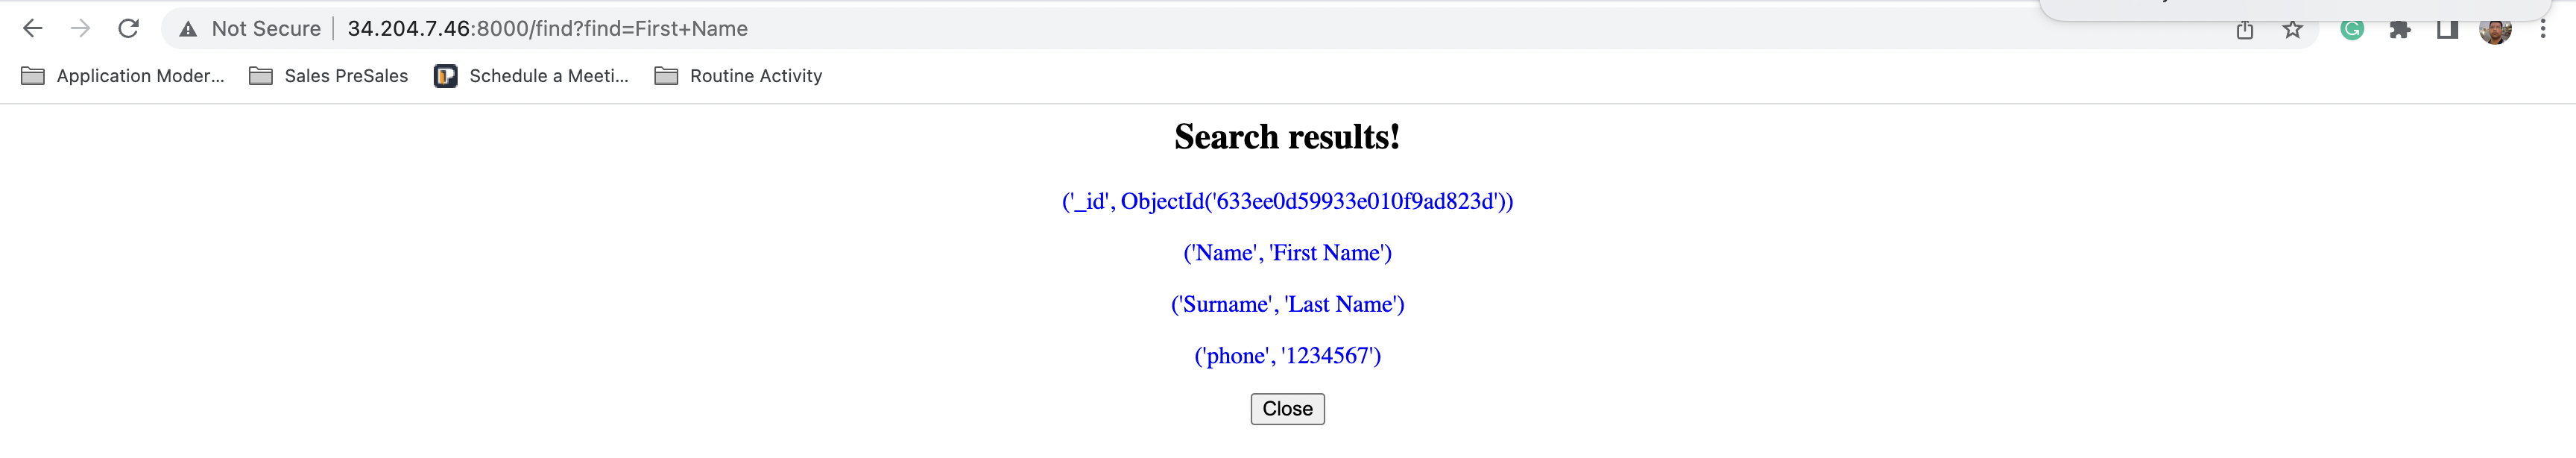 Not Secure 34.204.7.46:8000/find?find=First+Name
Application Moder... Sales PreSales Schedule a Meeti... Routine Activity
Search results!
('_id', ObjectId('633ee0d59933e010f9ad823d'))
('Name', 'First Name')
('Surname', 'Last Name')
('phone', '1234567')
Close